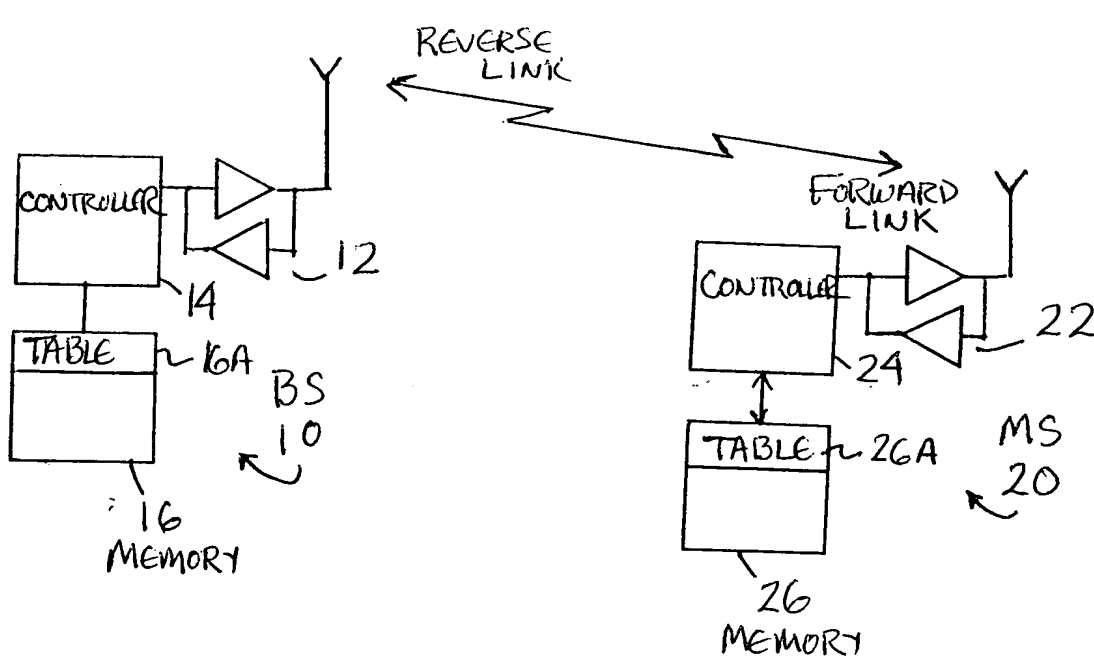 REVERSE
LINK
CONTROLLER
12
14
TABLE
16A
BS
10
16
MEMORY
FORWARD
LINK
CONTROLLER
22
24
TABLE
26A
MS
20
26
MEMORY